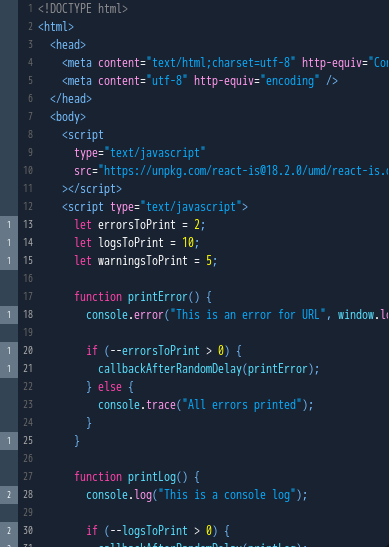 1 <!DOCTYPE html>
2 <html>
3 <head>
4 <meta content="text/html;charset=utf-8" http-equiv="Co
5 <meta content="utf-8" http-equiv="encoding" />
6 </head>
7 <body>
8 <script
9 type="text/javascript"
10 src="https://unpkg.com/react-is@18.2.0/umd/react-is.
11 ></script>
12 <script type="text/javascript">
1 13 let errorsToPrint = 2;
1 14 let logsToPrint = 10;
1 15 let warningsToPrint = 5;
16
17 function printError() {
1 18 console.error("This is an error for URL", window.lo
19
1 20 if (--errorsToPrint > 0) {
1 21 callbackAfterRandomDelay(printError);
22 } else {
23 console.trace("All errors printed");
24 }
1 25 }
26
27 function printLog() {
2 28 console.log("This is a console log");
29
2 30 if (--logsToPrint > 0) {